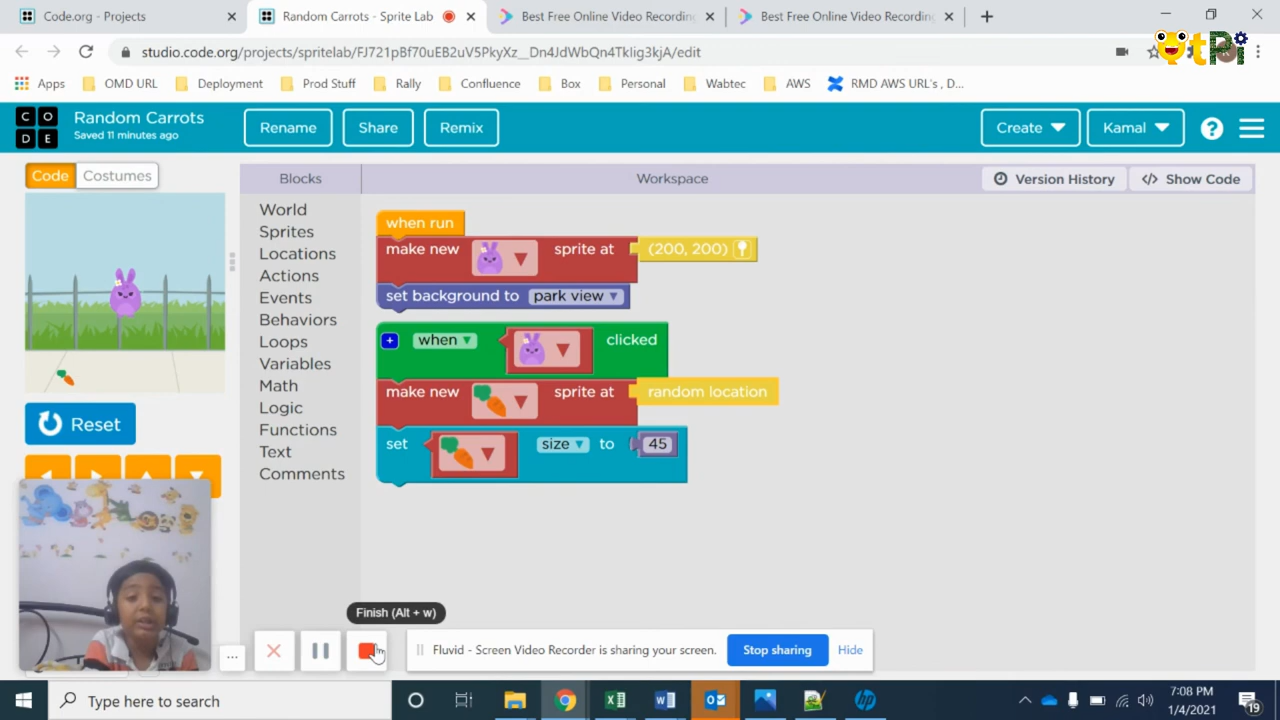 Code.org - Projects
Random Carrots - Sprite Lab
Best Free Online Video Recording
Best Free Online Video Recording
studio.code.org/projects/spritelab/FJ721pBf70uEB2uV5PkyXz__Dn4JdWbQn4TkIig3kjA/edit
QtPi
Apps
OMD URL
Deployment
Prod Stuff
Rally
Confluence
Box
Personal
Wabtec
AWS
RMD AWS URL's , D...
CODE
Random Carrots
Saved 11 minutes ago
Rename
Share
Remix
Create
Kamal
?
Code
Costumes
Blocks
Workspace
Version History
</> Show Code
World
Sprites
Locations
Actions
Events
Behaviors
Loops
Variables
Math
Logic
Functions
Text
Comments
when run
make new sprite at (200, 200)
set background to park view
+ when clicked
make new sprite at random location
set size to 45
Reset
Finish (Alt + w)
...
Fluvid - Screen Video Recorder is sharing your screen.
Stop sharing
Hide
Type here to search
7:08 PM
1/4/2021
19